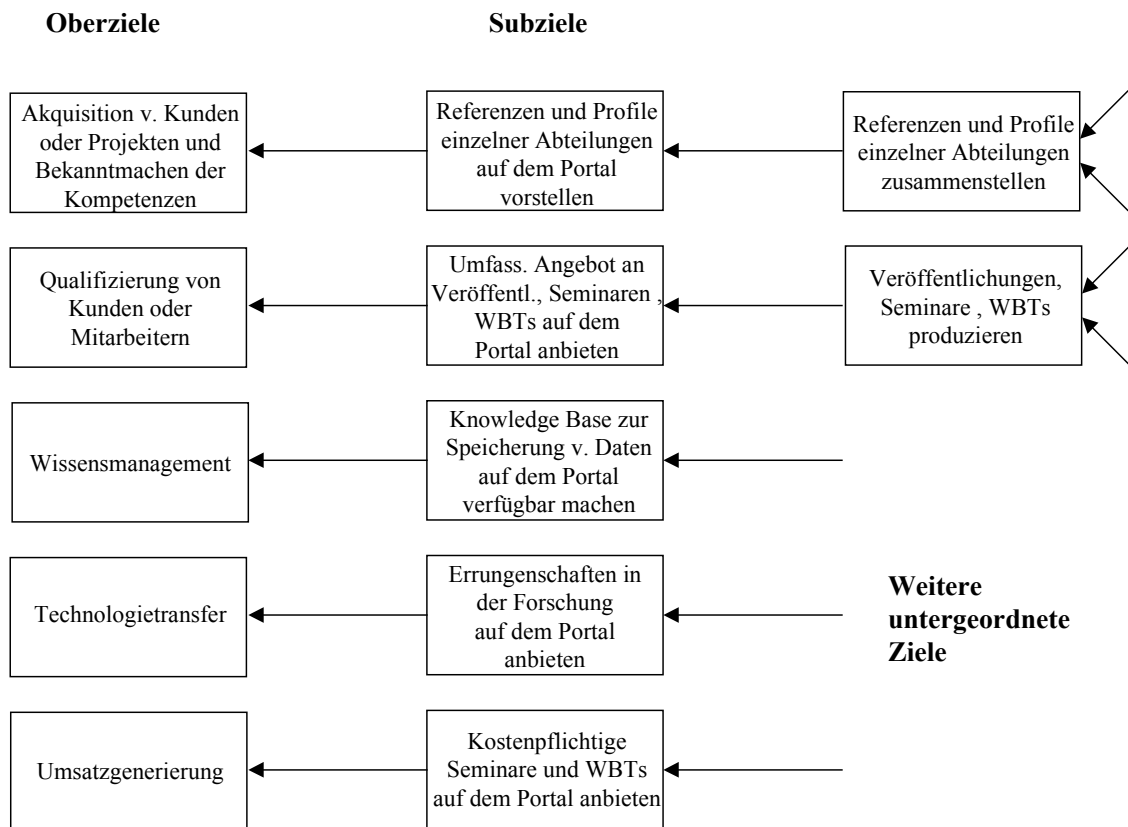 Oberziele
Subziele
Akquisition v. Kunden
oder Projekten und
Bekanntmachen der
Kompetenzen
Referenzen und Profile
einzelner Abteilungen
auf dem Portal
vorstellen
Referenzen und Profile
einzelner Abteilungen
zusammenstellen
Qualifizierung von
Kunden oder
Mitarbeitern
Umfass. Angebot an
Veröffentl., Seminaren ,
WBTs auf dem
Portal anbieten
Veröffentlichungen,
Seminare , WBTs
produzieren
Wissensmanagement
Knowledge Base zur
Speicherung v. Daten
auf dem Portal
verfügbar machen
Technologietransfer
Errungenschaften in
der Forschung
auf dem Portal
anbieten
Weitere
untergeordnete
Ziele
Umsatzgenerierung
Kostenpflichtige
Seminare und WBTs
auf dem Portal anbieten